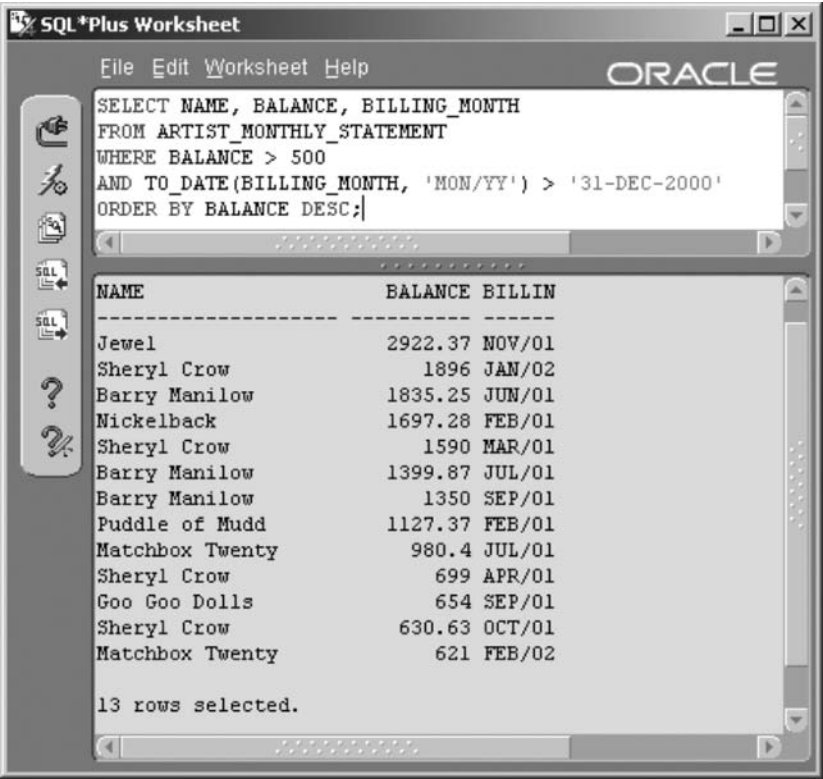 SQL*Plus Worksheet
File Edit Worksheet Help
ORACLE
SELECT NAME, BALANCE, BILLING_MONTH
FROM ARTIST_MONTHLY_STATEMENT
WHERE BALANCE > 500
AND TO_DATE(BILLING_MONTH, 'MON/YY') > '31-DEC-2000'
ORDER BY BALANCE DESC;
SQL
SQL
NAME BALANCE BILLIN
-------------------- ---------- ------
Jewel 2922.37 NOV/01
Sheryl Crow 1896 JAN/02
Barry Manilow 1835.25 JUN/01
Nickelback 1697.28 FEB/01
Sheryl Crow 1590 MAR/01
Barry Manilow 1399.87 JUL/01
Barry Manilow 1350 SEP/01
Puddle of Mudd 1127.37 FEB/01
Matchbox Twenty 980.4 JUL/01
Sheryl Crow 699 APR/01
Goo Goo Dolls 654 SEP/01
Sheryl Crow 630.63 OCT/01
Matchbox Twenty 621 FEB/02
13 rows selected.